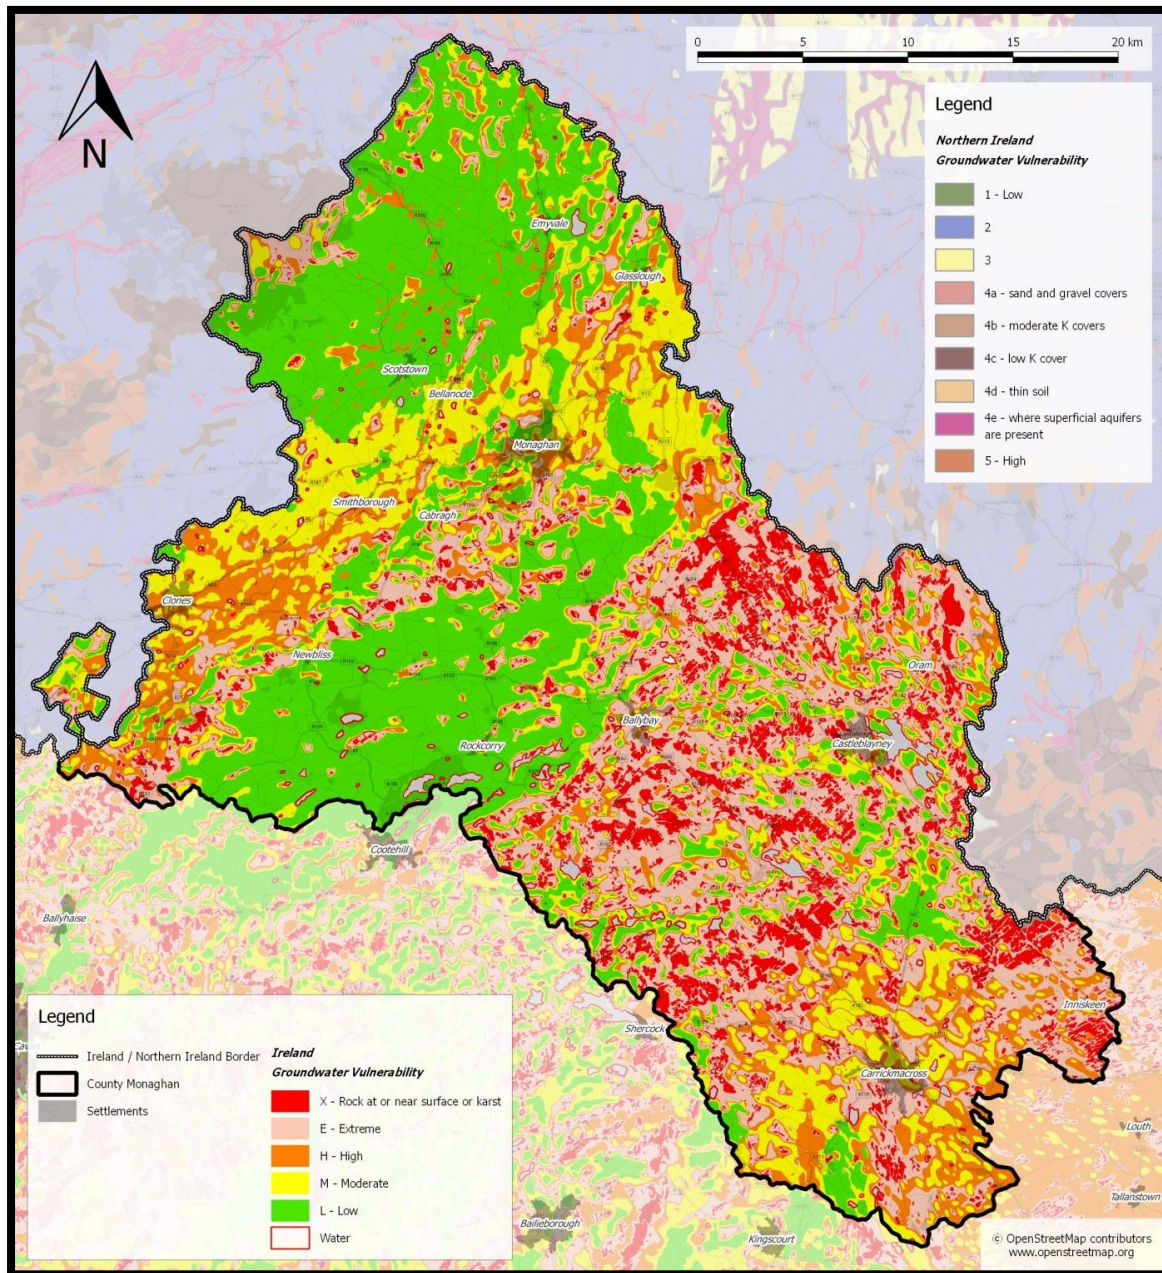 0 5 10 15 20 km
N
Legend
Northern Ireland
Groundwater Vulnerability
1 - Low
2
3
4a - sand and gravel covers
4b - moderate K covers
4c - low K cover
4d - thin soil
4e - where superficial aquifers
are present
5 - High
Emyvale
Glasslough
Scotstown
Bellanode
Monaghan
Smithborough
Cabragh
Clones
Newbliss
Oram
Ballybay
Castleblayney
Rockcorry
Cootehill
Ballyhaise
Inniskeen
Shercock
Carrickmacross
Louth
Tallanstown
Bailieborough
Kingscourt
Legend
Ireland / Northern Ireland Border
County Monaghan
Settlements
Ireland
Groundwater Vulnerability
X - Rock at or near surface or karst
E - Extreme
H - High
M - Moderate
L - Low
Water
© OpenStreetMap contributors
www.openstreetmap.org